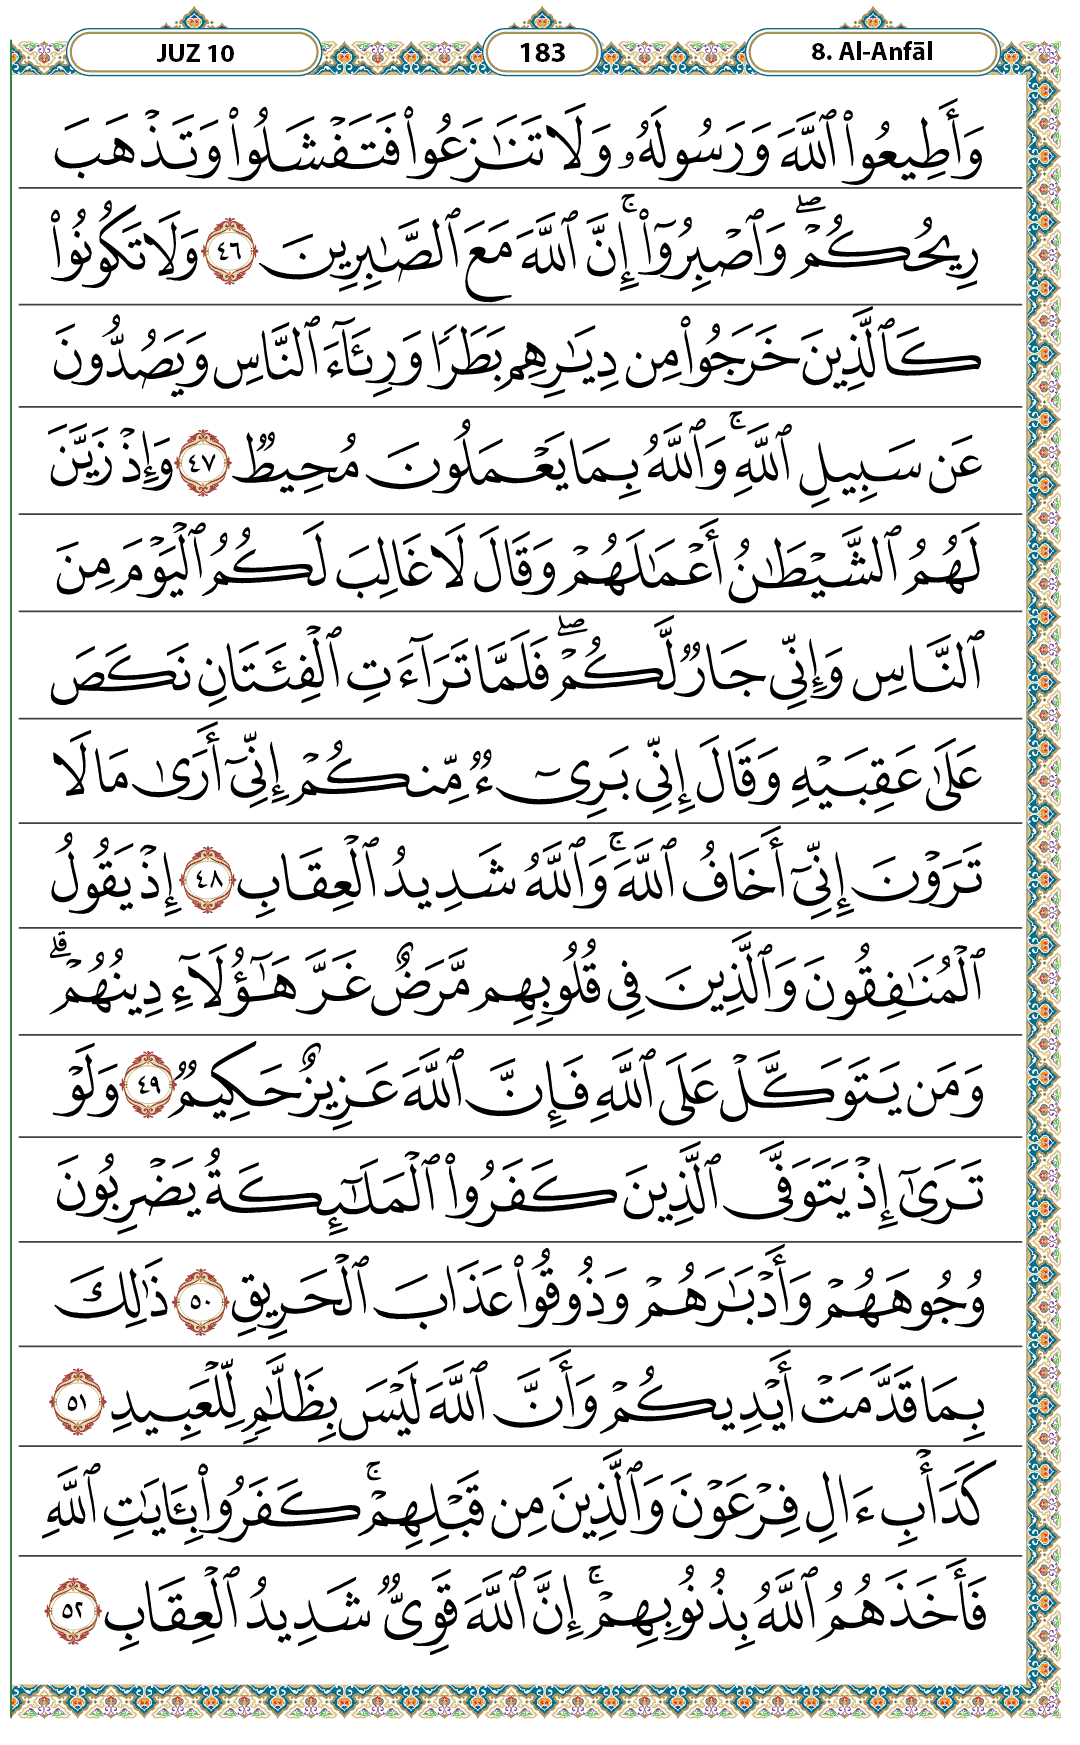 JUZ 10
183
8. Al-Anfāl
وَأَطِيعُوا۟ ٱللَّهَ وَرَسُولَهُۥ وَلَا تَنَٰزَعُوا۟ فَتَفْشَلُوا۟ وَتَذْهَبَ
رِيحُكُمْ ۖ وَٱصْبِرُوٓا۟ ۚ إِنَّ ٱللَّهَ مَعَ ٱلصَّٰبِرِينَ ٤٦ وَلَا تَكُونُوا۟
كَٱلَّذِينَ خَرَجُوا۟ مِن دِيَٰرِهِم بَطَرًا وَرِئَآءَ ٱلنَّاسِ وَيَصُدُّونَ
عَن سَبِيلِ ٱللَّهِ ۚ وَٱللَّهُ بِمَا يَعْمَلُونَ مُحِيطٌ ٤٧ وَإِذْ زَيَّنَ
لَهُمُ ٱلشَّيْطَٰنُ أَعْمَٰلَهُمْ وَقَالَ لَا غَالِبَ لَكُمُ ٱلْيَوْمَ مِنَ
ٱلنَّاسِ وَإِنِّى جَارٌ لَّكُمْ ۖ فَلَمَّا تَرَآءَتِ ٱلْفِئَتَانِ نَكَصَ
عَلَىٰ عَقِبَيْهِ وَقَالَ إِنِّى بَرِىٓءٌ مِّنكُمْ إِنِّىٓ أَرَىٰ مَا لَا
تَرَوْنَ إِنِّىٓ أَخَافُ ٱللَّهَ ۚ وَٱللَّهُ شَدِيدُ ٱلْعِقَابِ ٤٨ إِذْ يَقُولُ
ٱلْمُنَٰفِقُونَ وَٱلَّذِينَ فِى قُلُوبِهِم مَّرَضٌ غَرَّ هَٰٓؤُلَآءِ دِينُهُمْ ۗ
وَمَن يَتَوَكَّلْ عَلَى ٱللَّهِ فَإِنَّ ٱللَّهَ عَزِيزٌ حَكِيمٌ ٤٩ وَلَوْ
تَرَىٰٓ إِذْ يَتَوَفَّى ٱلَّذِينَ كَفَرُوا۟ ٱلْمَلَٰٓئِكَةُ يَضْرِبُونَ
وُجُوهَهُمْ وَأَدْبَٰرَهُمْ وَذُوقُوا۟ عَذَابَ ٱلْحَرِيقِ ٥٠ ذَٰلِكَ
بِمَا قَدَّمَتْ أَيْدِيكُمْ وَأَنَّ ٱللَّهَ لَيْسَ بِظَلَّٰمٍ لِّلْعَبِيدِ ٥١
كَدَأْبِ ءَالِ فِرْعَوْنَ وَٱلَّذِينَ مِن قَبْلِهِمْ ۚ كَفَرُوا۟ بِـَٔايَٰتِ ٱللَّهِ
فَأَخَذَهُمُ ٱللَّهُ بِذُنُوبِهِمْ ۚ إِنَّ ٱللَّهَ قَوِىٌّ شَدِيدُ ٱلْعِقَابِ ٥٢